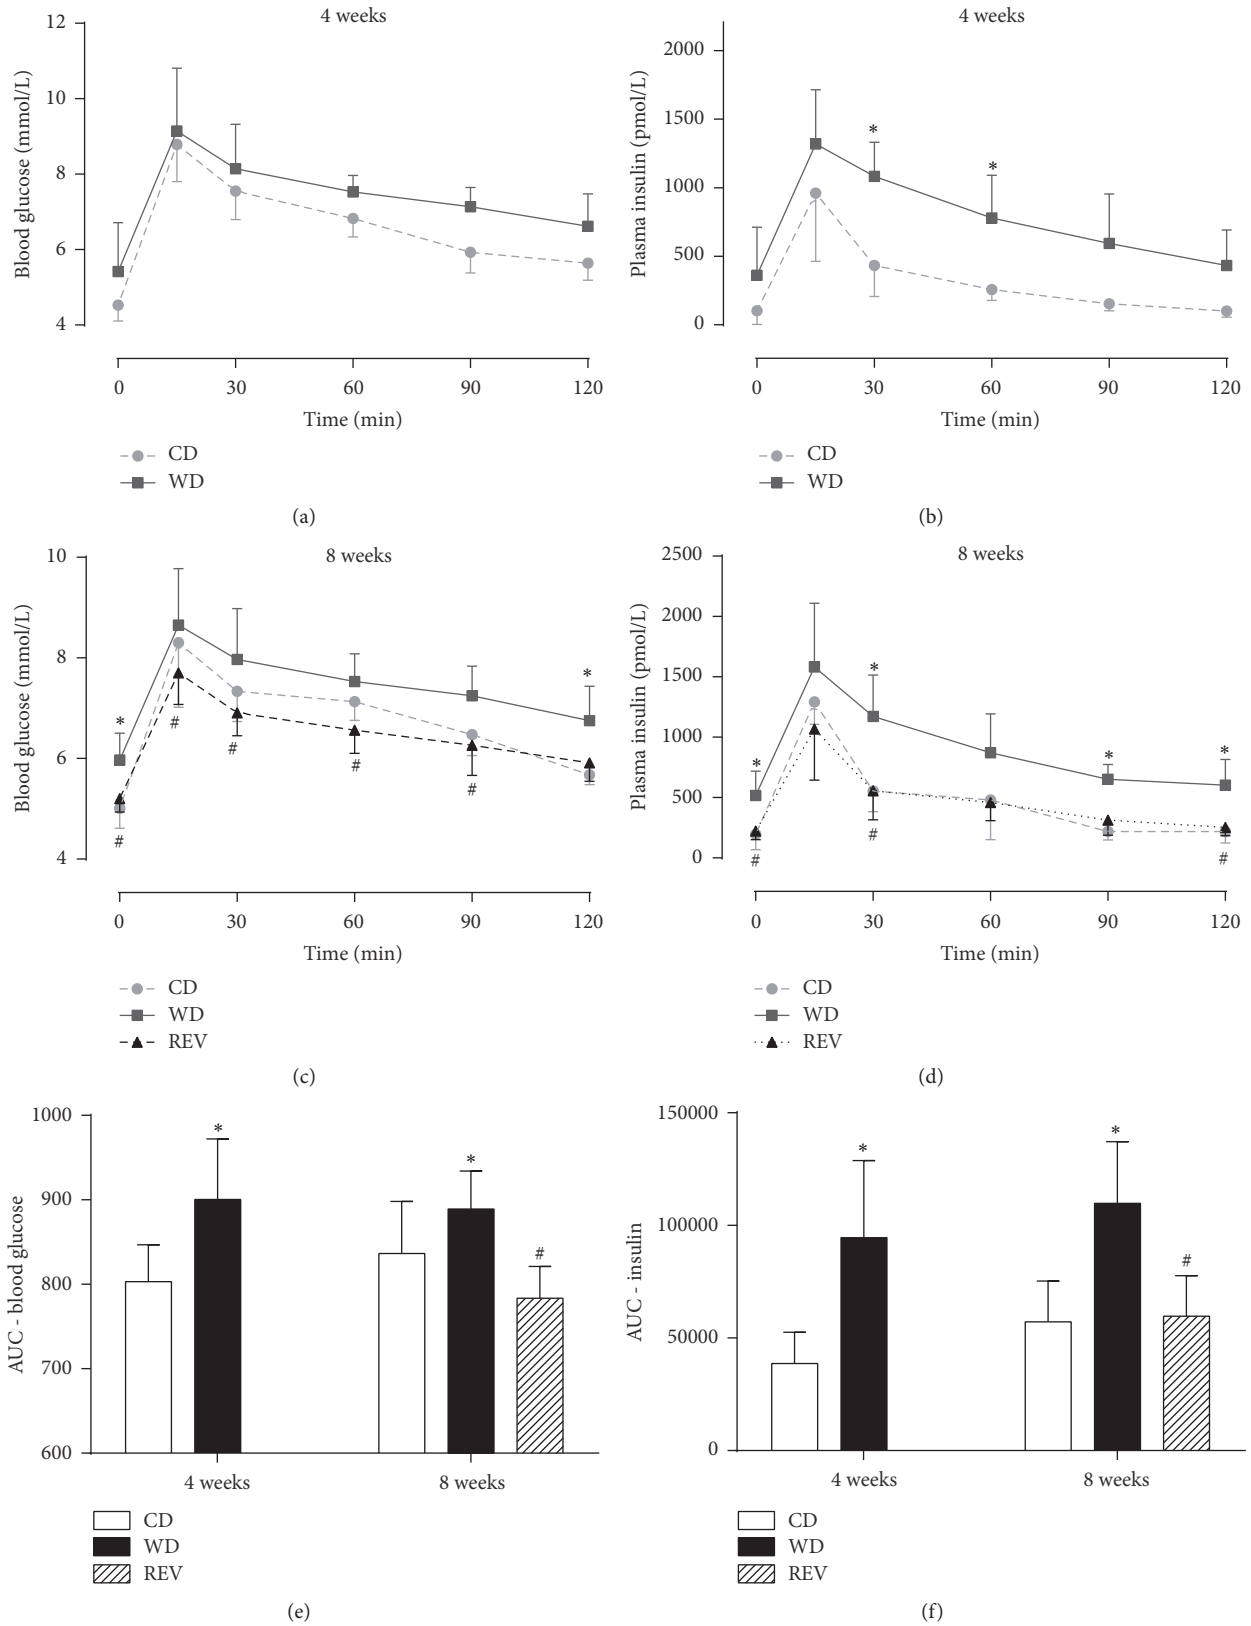 4 weeks
Blood glucose (mmol/L)
12
10
8
6
4
0 30 60 90 120
Time (min)
CD
WD
(a)
4 weeks
Plasma insulin (pmol/L)
2000
1500
1000
500
0
* *
0 30 60 90 120
Time (min)
CD
WD
(b)
8 weeks
Blood glucose (mmol/L)
10
8
6
4
* *
# # # # #
#
0 30 60 90 120
Time (min)
CD
WD
REV
(c)
8 weeks
Plasma insulin (pmol/L)
2500
2000
1500
1000
500
0
* * * *
# # #
0 30 60 90 120
Time (min)
CD
WD
REV
(d)
AUC - blood glucose
1000
900
800
700
600
* * #
4 weeks 8 weeks
CD
WD
REV
(e)
AUC - insulin
150000
100000
50000
0
* * #
4 weeks 8 weeks
CD
WD
REV
(f)